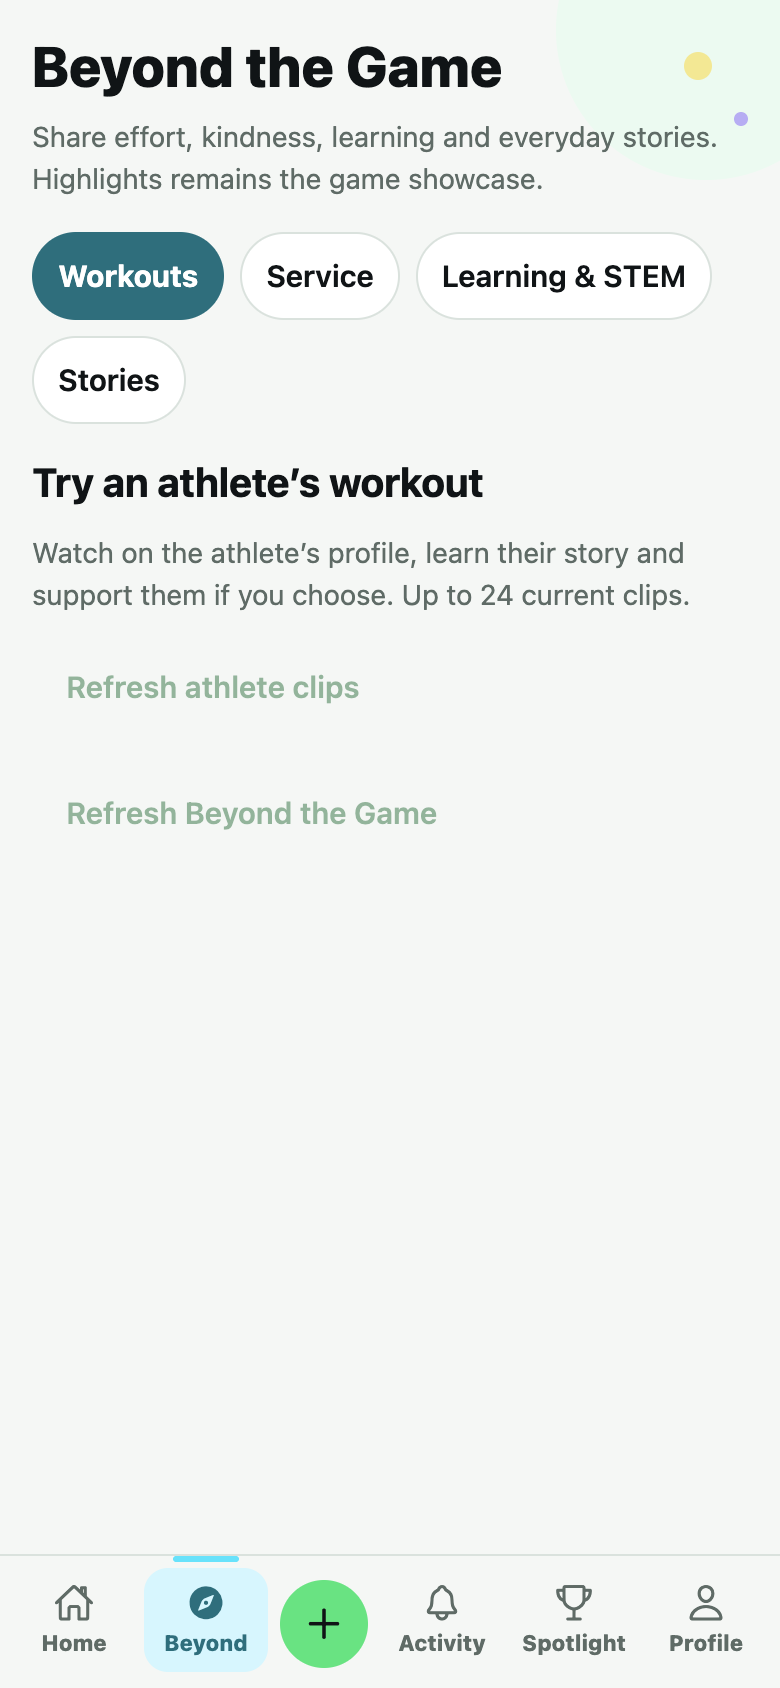 Beyond the Game
Share effort, kindness, learning and everyday stories.
Highlights remains the game showcase.
Workouts
Service
Learning & STEM
Stories
Try an athlete’s workout
Watch on the athlete’s profile, learn their story and
support them if you choose. Up to 24 current clips.
Refresh athlete clips
Refresh Beyond the Game
Home
Beyond
Activity
Spotlight
Profile